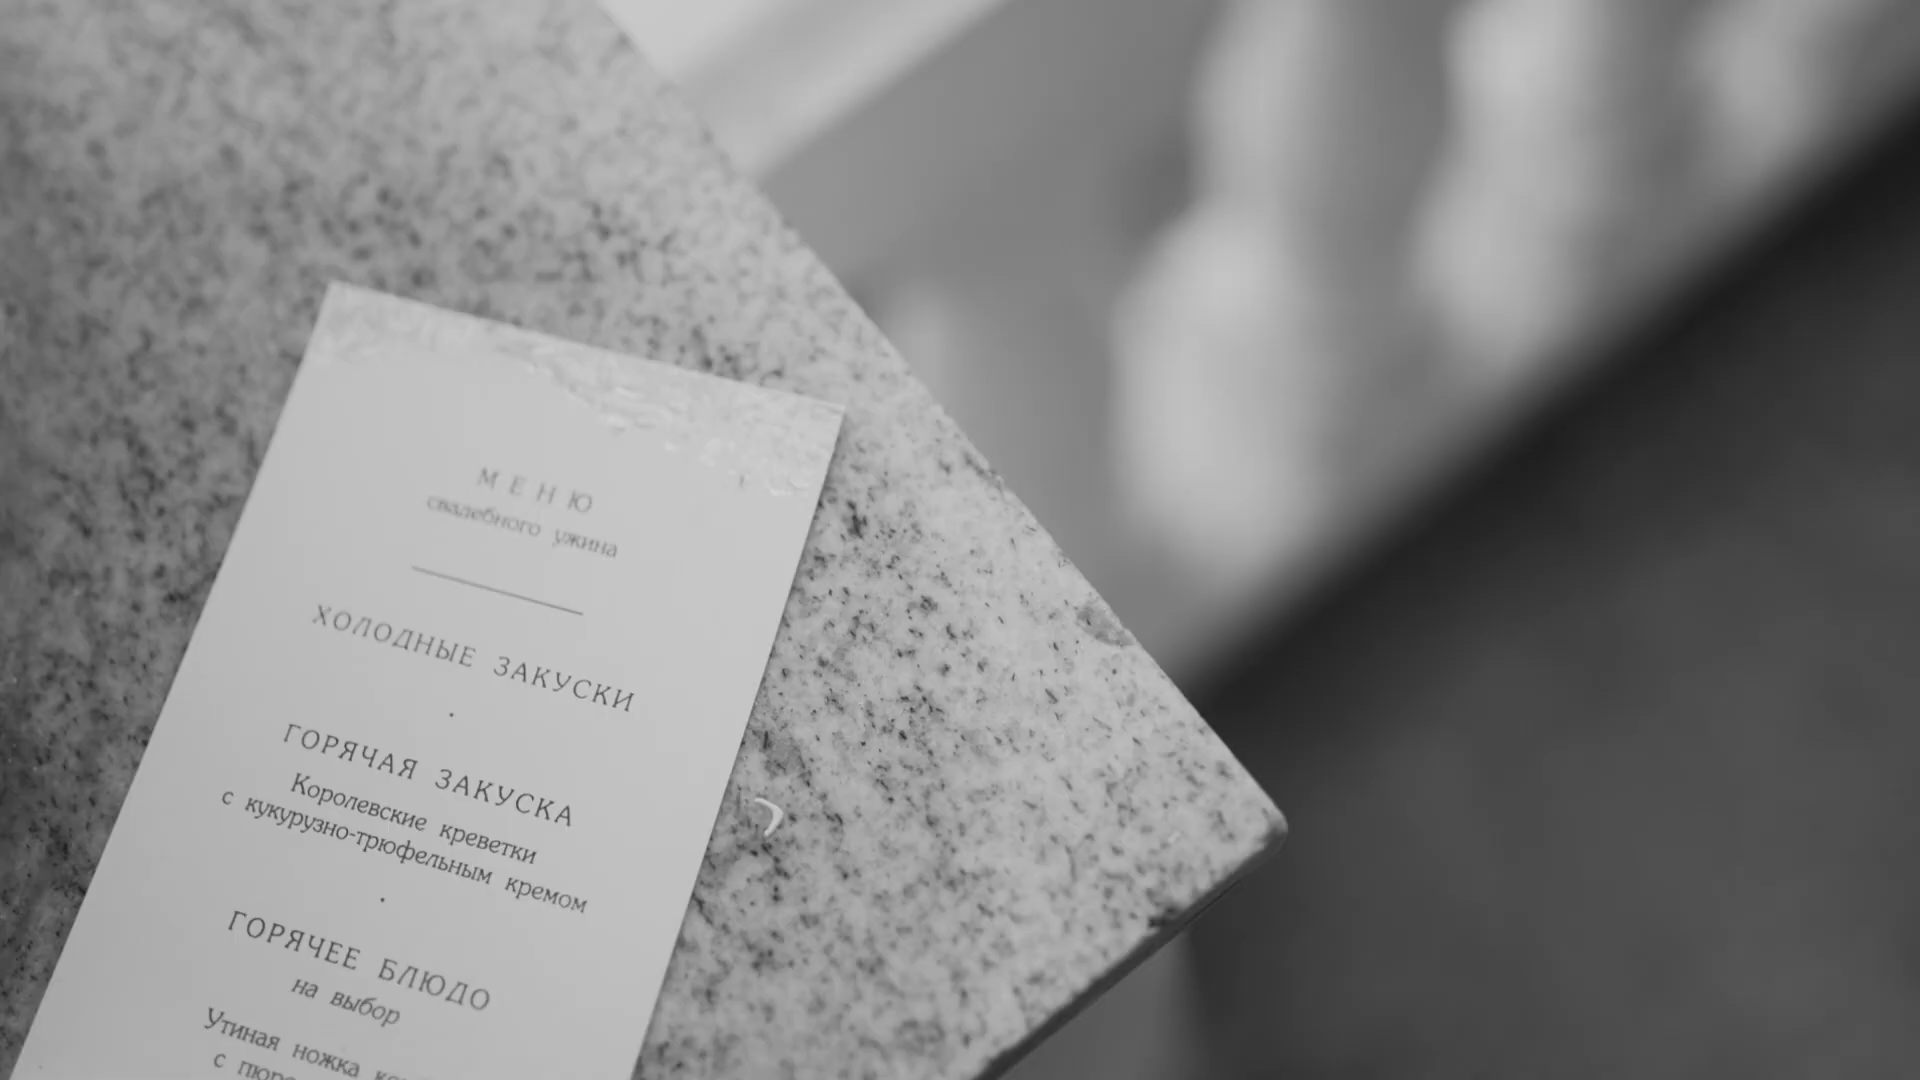 МЕНЮ
свадебного ужина
ХОЛОДНЫЕ ЗАКУСКИ
ГОРЯЧАЯ ЗАКУСКА
Королевские креветки
с кукурузно-трюфельным кремом
ГОРЯЧЕЕ БЛЮДО
на выбор
Утиная ножка
с